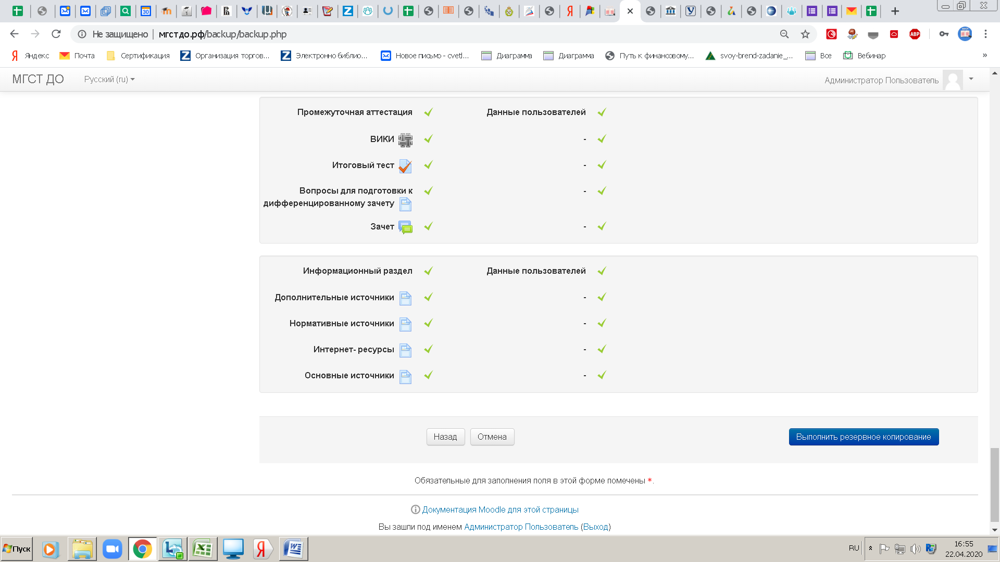 Не защищено | мгстдо.рф/backup/backup.php
Яндекс Почта Сертификация Организация торгов... Электронно библио... Новое письмо - cvetl... Диаграмма Диаграмма Путь к финансовому... svoy-brend-zadanie_... Все Вебинар »
МГСТ ДО Русский (ru) Администратор Пользователь
Промежуточная аттестация Данные пользователей
ВИКИ -
Итоговый тест -
Вопросы для подготовки к
дифференцированному зачету -
Зачет -
Информационный раздел Данные пользователей
Дополнительные источники -
Нормативные источники -
Интернет- ресурсы -
Основные источники -
Назад Отмена Выполнить резервное копирование
Обязательные для заполнения поля в этой форме помечены *.
Документация Moodle для этой страницы
Вы зашли под именем Администратор Пользователь (Выход)
Пуск RU 16:55
22.04.2020